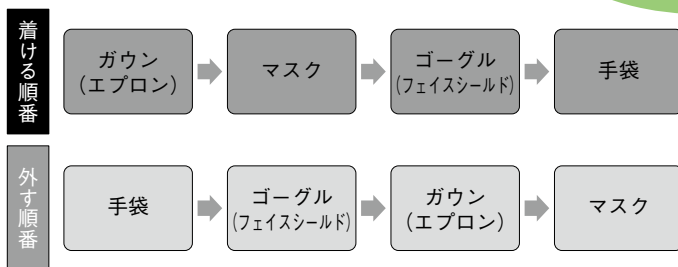 着ける順番
ガウン
(エプロン)
マスク
ゴーグル
(フェイスシールド)
手袋
外す順番
手袋
ゴーグル
(フェイスシールド)
ガウン
(エプロン)
マスク